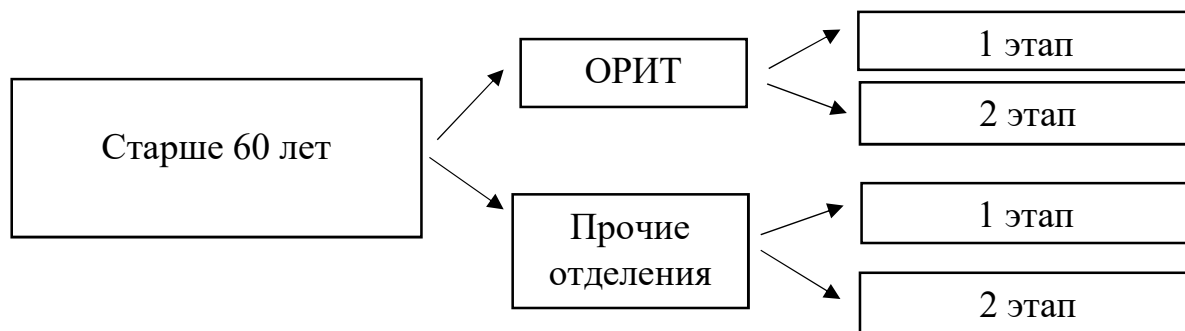 Старше 60 лет
ОРИТ
1 этап
2 этап
Прочие
отделения
1 этап
2 этап